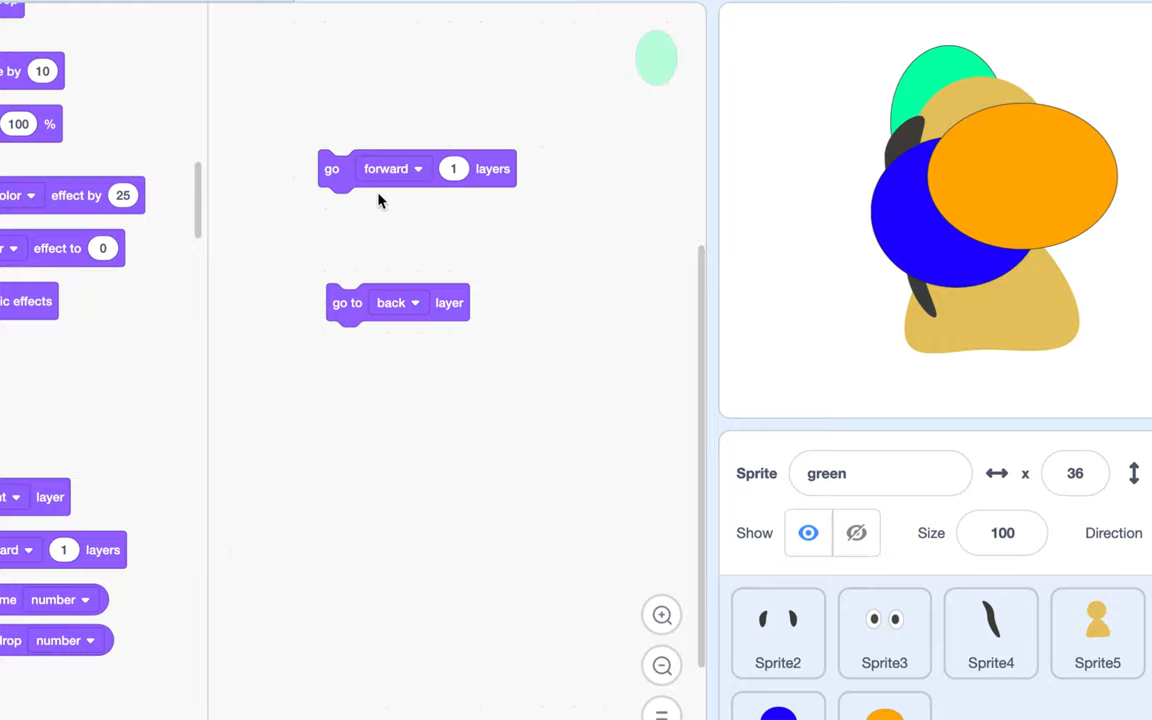 e by 10
100 %
olor effect by 25
r effect to 0
ic effects
layer
ard 1 layers
me number
drop number
go forward 1 layers
go to back layer
Sprite green x 36
Show Size 100 Direction
Sprite2 Sprite3 Sprite4 Sprite5